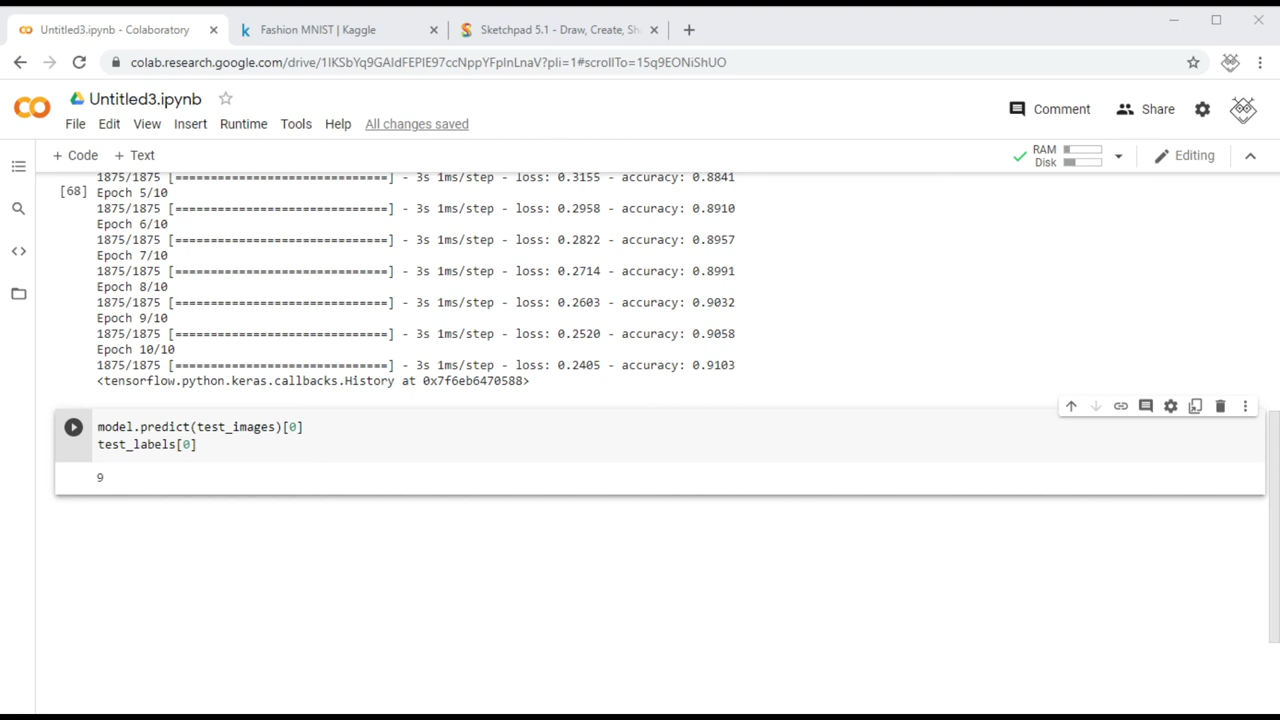 Untitled3.ipynb - Colaboratory
Fashion MNIST | Kaggle
Sketchpad 5.1 - Draw, Create, Sh
colab.research.google.com/drive/1IKSbYq9GAIdFEPIE97ccNppYFpInLnaV?pli=1#scrollTo=15q9EONiShUO
Untitled3.ipynb
Comment
Share
File Edit View Insert Runtime Tools Help All changes saved
+ Code + Text
RAM
Disk
Editing
1875/1875 [==============================] - 3s 1ms/step - loss: 0.3155 - accuracy: 0.8841
[68]
Epoch 5/10
1875/1875 [==============================] - 3s 1ms/step - loss: 0.2958 - accuracy: 0.8910
Epoch 6/10
1875/1875 [==============================] - 3s 1ms/step - loss: 0.2822 - accuracy: 0.8957
Epoch 7/10
1875/1875 [==============================] - 3s 1ms/step - loss: 0.2714 - accuracy: 0.8991
Epoch 8/10
1875/1875 [==============================] - 3s 1ms/step - loss: 0.2603 - accuracy: 0.9032
Epoch 9/10
1875/1875 [==============================] - 3s 1ms/step - loss: 0.2520 - accuracy: 0.9058
Epoch 10/10
1875/1875 [==============================] - 3s 1ms/step - loss: 0.2405 - accuracy: 0.9103
<tensorflow.python.keras.callbacks.History at 0x7f6eb6470588>
model.predict(test_images)[0]
test_labels[0]
9